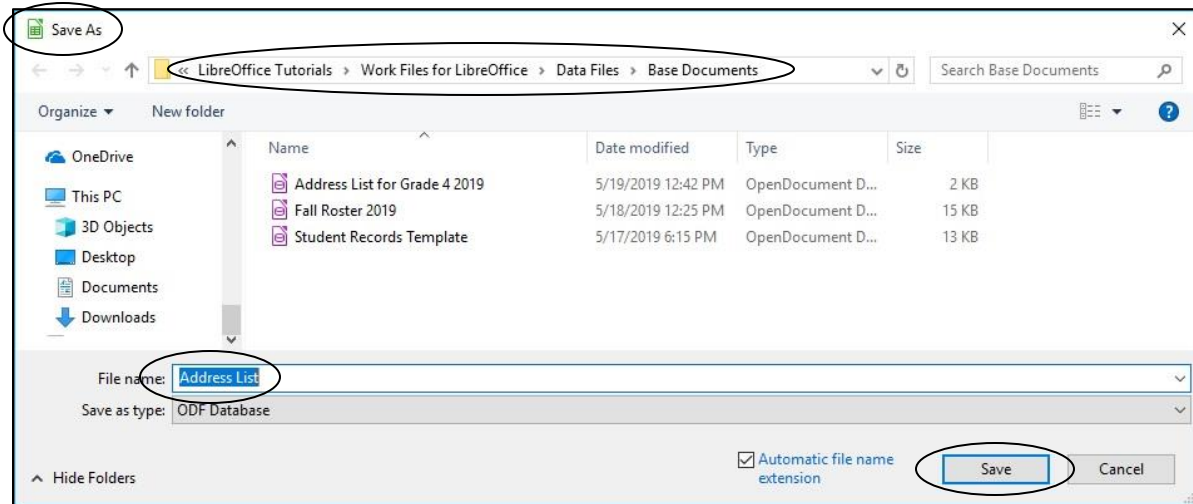 Save As
« LibreOffice Tutorials › Work Files for LibreOffice › Data Files › Base Documents
Search Base Documents
Organize
New folder
Name Date modified Type Size
OneDrive
This PC
3D Objects
Desktop
Documents
Downloads
Address List for Grade 4 2019 5/19/2019 12:42 PM OpenDocument D... 2 KB
Fall Roster 2019 5/18/2019 12:25 PM OpenDocument D... 15 KB
Student Records Template 5/17/2019 6:15 PM OpenDocument D... 13 KB
File name: Address List
Save as type: ODF Database
Hide Folders
Automatic file name
extension
Save
Cancel